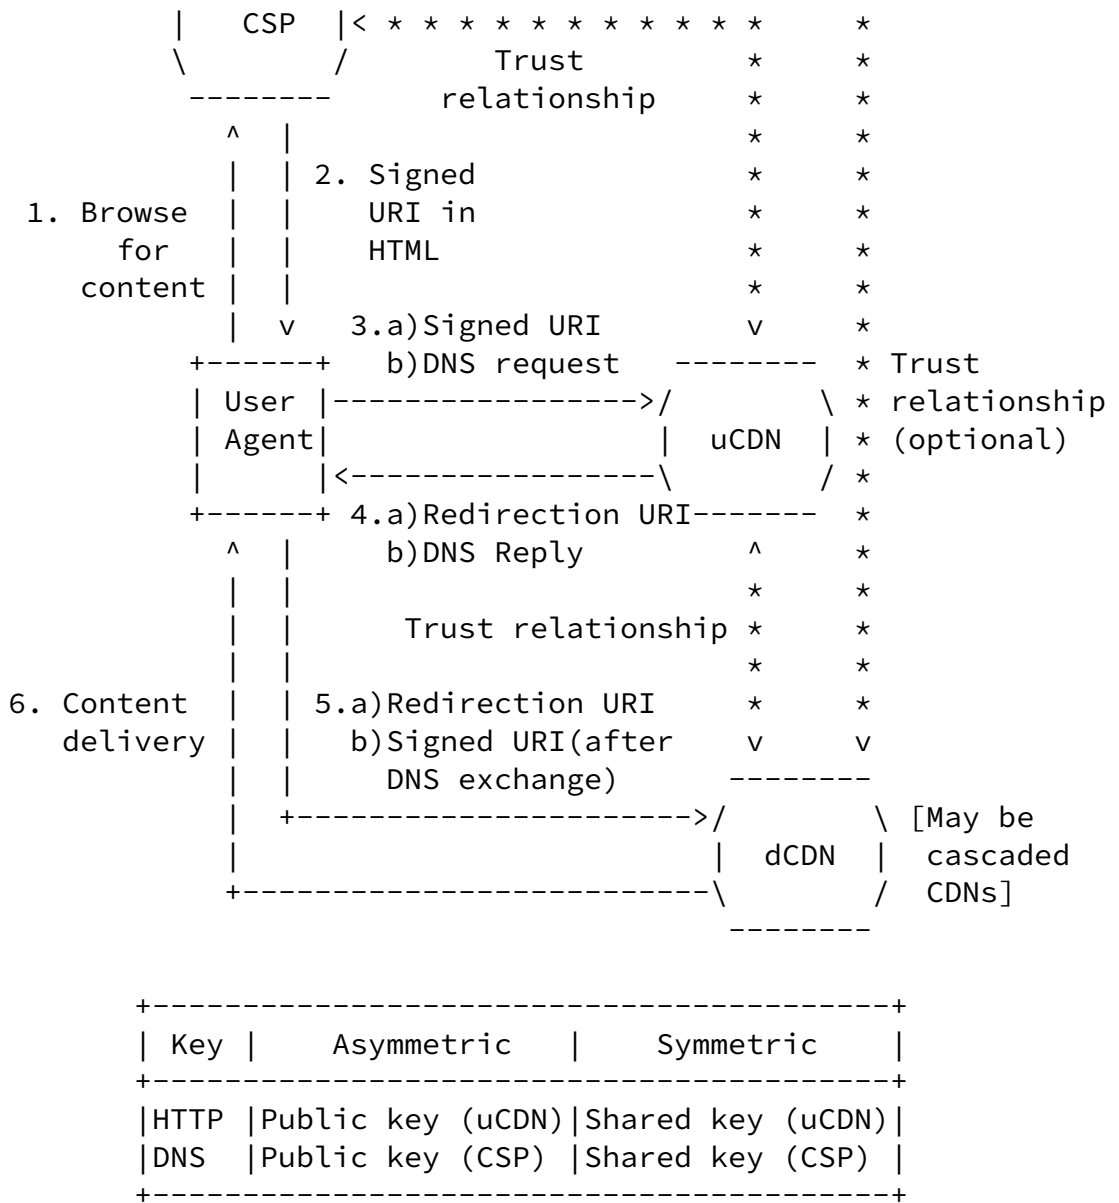 |   CSP  |< * * * * * * * * * * *     *
\        /        Trust         *     *
 --------      relationship     *     *
   ^  |                         *     *
   |  | 2. Signed               *     *
1. Browse   |  |    URI in      *     *
for    |  |    HTML             *     *
content |  |                    *     *
|  v   3.a)Signed URI        v     *
+------+   b)DNS request   --------  * Trust
| User |----------------->/        \ * relationship
| Agent|                  |  uCDN  | * (optional)
|      |<-----------------\        / *
+------+ 4.a)Redirection URI-------  *
^  |     b)DNS Reply         ^     *
|  |                         *     *
|  |      Trust relationship *     *
|  |                         *     *
6. Content  |  | 5.a)Redirection URI     *     *
delivery |  |   b)Signed URI(after    v     v
|  |     DNS exchange)      --------
|  +---------------------->/        \ [May be
|                          |  dCDN  |  cascaded
+--------------------------\        /  CDNs]
--------
+-----------------------------------------+
| Key |    Asymmetric   |    Symmetric    |
+-----------------------------------------+
|HTTP |Public key (uCDN)|Shared key (uCDN)|
|DNS  |Public key (CSP) |Shared key (CSP) |
+-----------------------------------------+